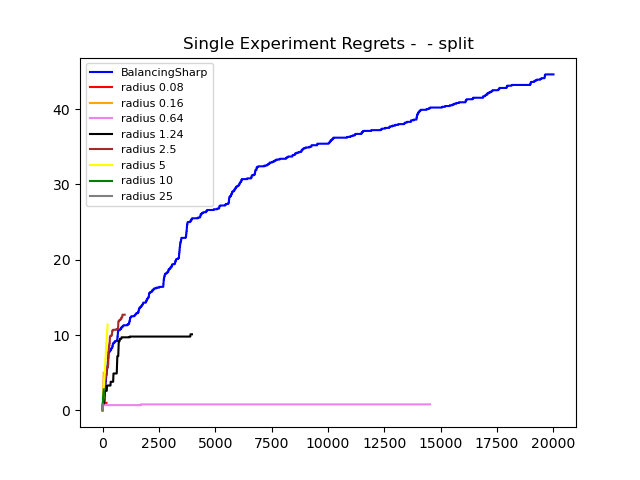 Single Experiment Regrets -  - split
BalancingSharp
radius 0.08
radius 0.16
radius 0.64
radius 1.24
radius 2.5
radius 5
radius 10
radius 25
40
30
20
10
0
0 2500 5000 7500 10000 12500 15000 17500 20000